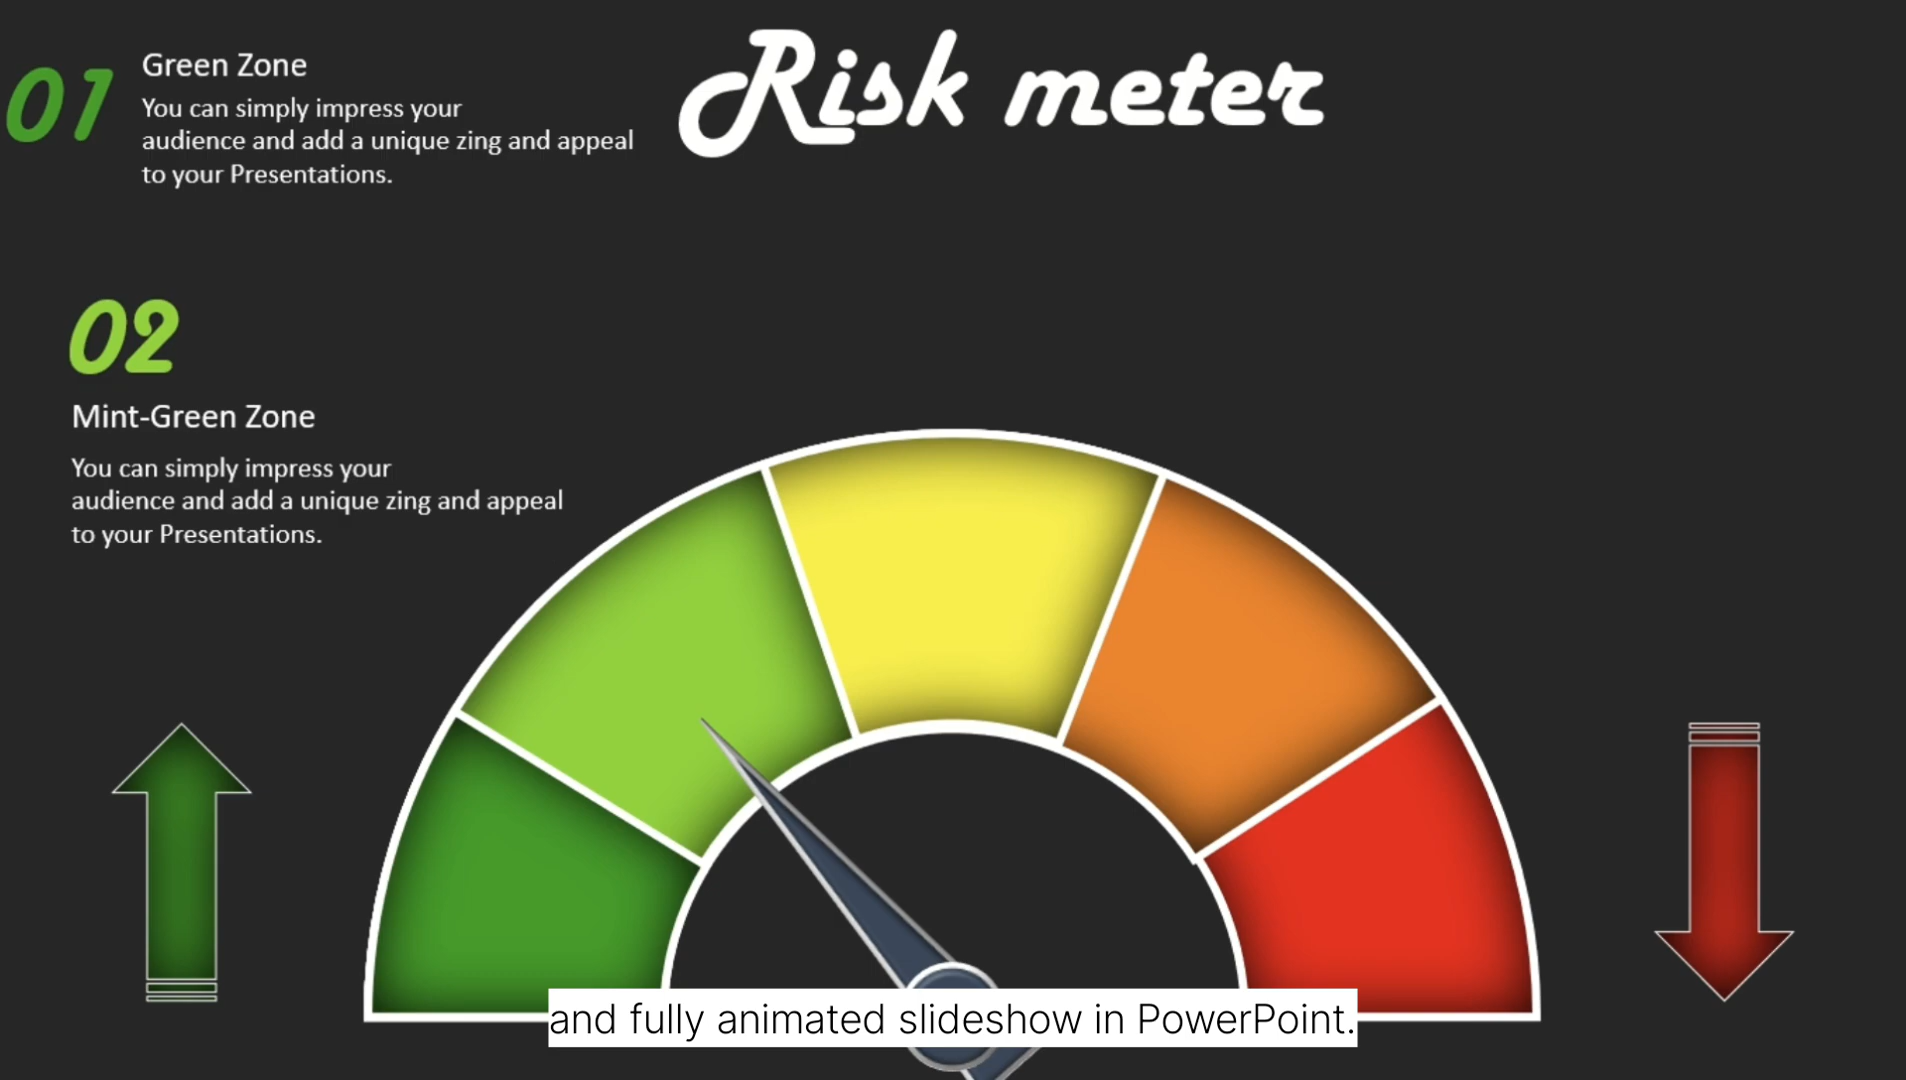 Risk meter
01
Green Zone
You can simply impress your
audience and add a unique zing and appeal
to your Presentations.
02
Mint-Green Zone
You can simply impress your
audience and add a unique zing and appeal
to your Presentations.
and fully animated slideshow in PowerPoint.